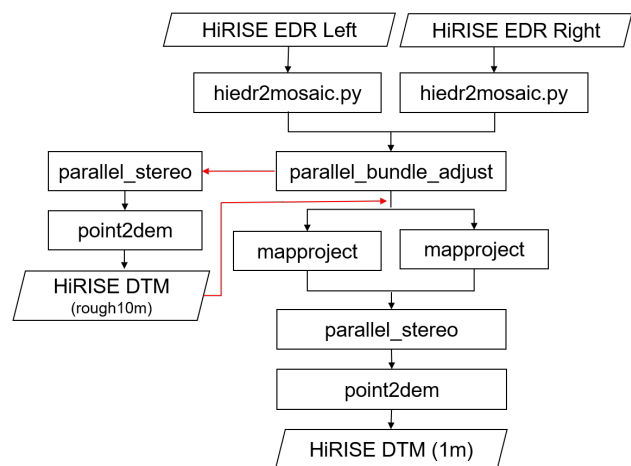 HiRISE EDR Left
HiRISE EDR Right
hiedr2mosaic.py
hiedr2mosaic.py
parallel_stereo
parallel_bundle_adjust
point2dem
mapproject
mapproject
HiRISE DTM
(rough10m)
parallel_stereo
point2dem
HiRISE DTM (1m)